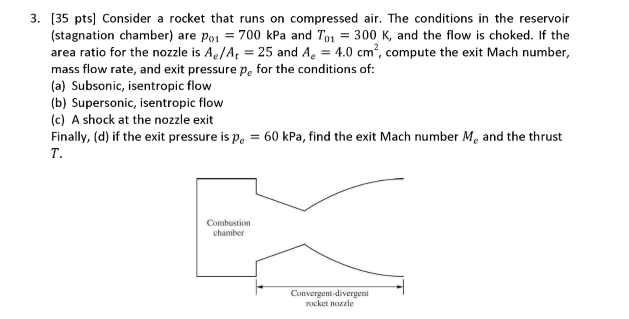 3. [35 pts] Consider a rocket that runs on compressed air. The conditions in the reservoir
(stagnation chamber) are p₀₁ = 700 kPa and T₀₁ = 300 K, and the flow is choked. If the
area ratio for the nozzle is Aₑ/Aₜ = 25 and Aₑ = 4.0 cm², compute the exit Mach number,
mass flow rate, and exit pressure pₑ for the conditions of:
(a) Subsonic, isentropic flow
(b) Supersonic, isentropic flow
(c) A shock at the nozzle exit
Finally, (d) if the exit pressure is pₑ = 60 kPa, find the exit Mach number Mₑ and the thrust
T.
Combustion
chamber
Convergent-divergent
rocket nozzle